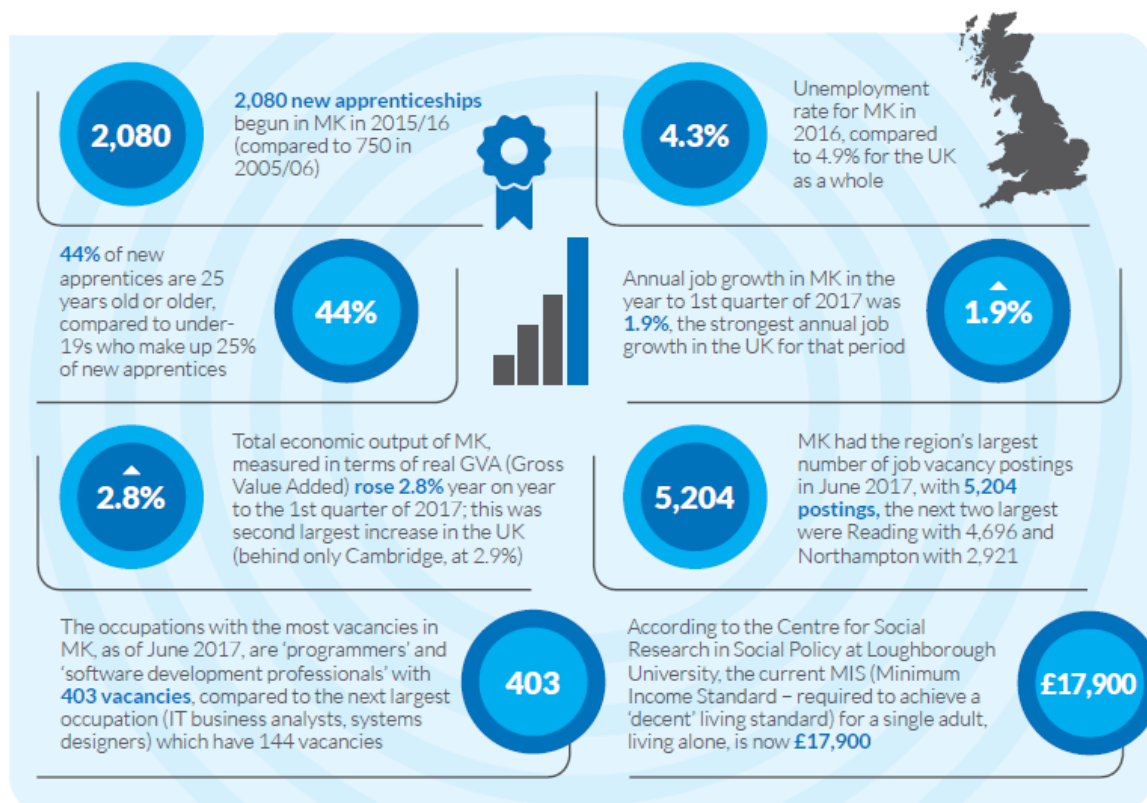 2,080
2,080 new apprenticeships
begun in MK in 2015/16
(compared to 750 in
2005/06)
4.3%
Unemployment
rate for MK in
2016, compared
to 4.9% for the UK
as a whole
44% of new
apprentices are 25
years old or older,
compared to under-
19s who make up 25%
of new apprentices
44%
Annual job growth in MK in the
year to 1st quarter of 2017 was
1.9%, the strongest annual job
growth in the UK for that period
1.9%
2.8%
Total economic output of MK,
measured in terms of real GVA (Gross
Value Added) rose 2.8% year on year
to the 1st quarter of 2017; this was
second largest increase in the UK
(behind only Cambridge, at 2.9%)
5,204
MK had the region's largest
number of job vacancy postings
in June 2017, with 5,204
postings, the next two largest
were Reading with 4,696 and
Northampton with 2,921
The occupations with the most vacancies in
MK, as of June 2017, are 'programmers' and
'software development professionals' with
403 vacancies, compared to the next largest
occupation (IT business analysts, systems
designers) which have 144 vacancies
403
According to the Centre for Social
Research in Social Policy at Loughborough
University, the current MIS (Minimum
Income Standard – required to achieve a
'decent' living standard) for a single adult,
living alone, is now £17,900
£17,900